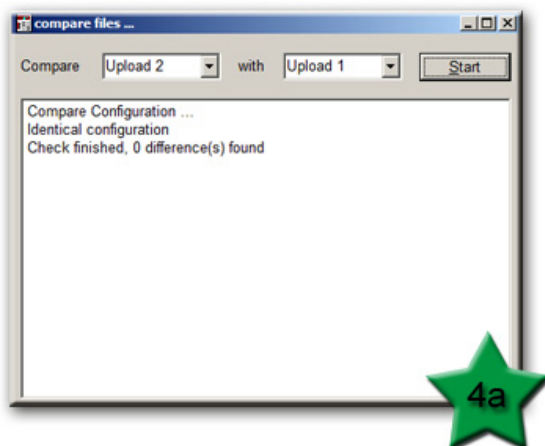 compare files ...
Compare Upload 2 with Upload 1 Start
Compare Configuration ...
Identical configuration
Check finished, 0 difference(s) found
4a